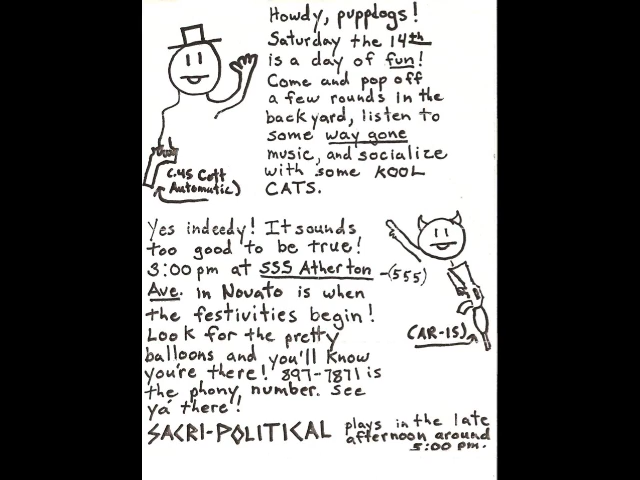 Howdy, puppdogs!
Saturday the 14th
is a day of fun!
Come and pop off
a few rounds in the
backyard, listen to
some way gone
music, and socialize
with some KOOL
CATS.
(.45 Colt
Automatic)
Yes indeedy! It sounds
too good to be true!
3:00 pm at 555 Atherton -(555)
Ave. in Novato is when
the festivities begin!
Look for the pretty
balloons and you'll know
you're there! 897-7871 is
the phony number. See
ya' there!
(AR-15)
SACRI-POLITICAL plays in the late
afternoon around
5:00 pm.